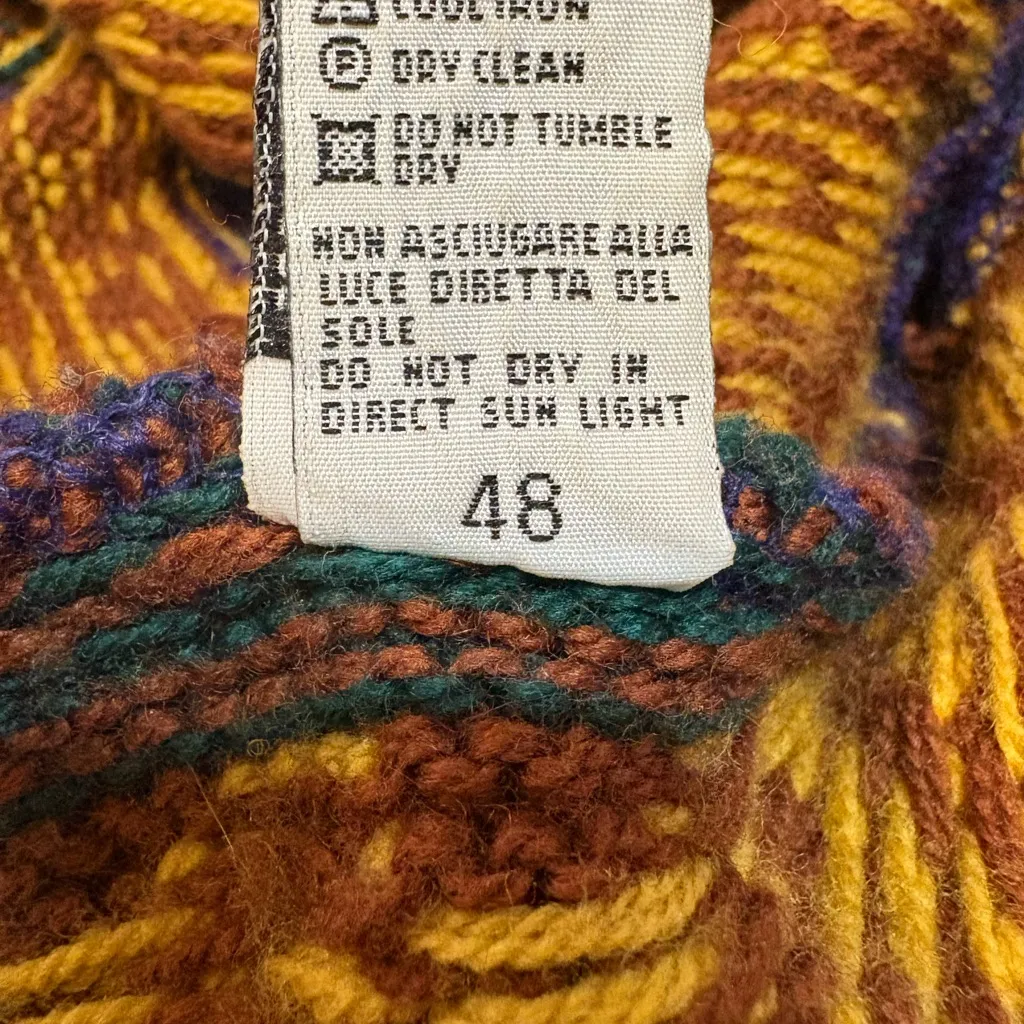 COOL IRON
P DRY CLEAN
DO NOT TUMBLE
DRY
NON ASCIUGARE ALLA
LUCE DIRETTA DEL
SOLE
DO NOT DRY IN
DIRECT SUN LIGHT
48